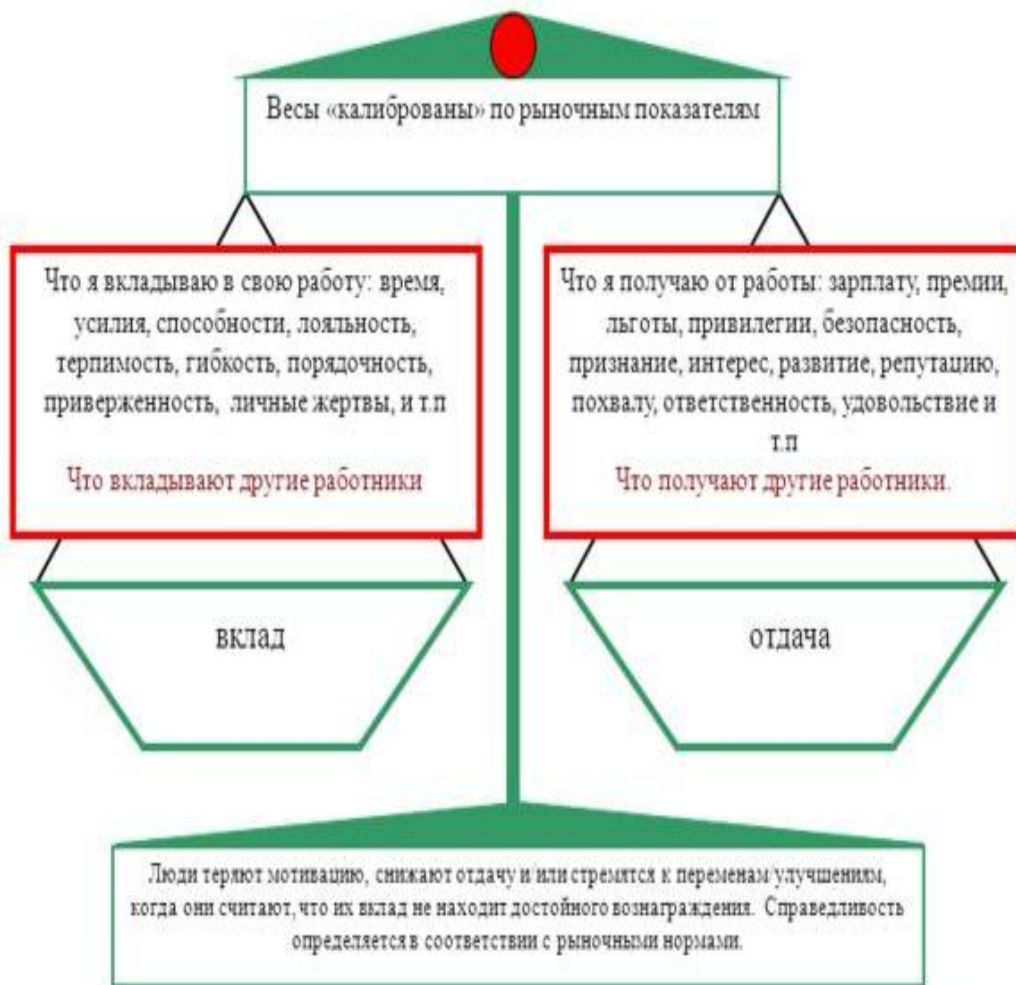 Весы «калиброваны» по рыночным показателям
Что я вкладываю в свою работу: время,
усилия, способности, лояльность,
терпимость, гибкость, порядочность,
приверженность, личные жертвы, и т.п
Что вкладывают другие работники
Что я получаю от работы: зарплату, премии,
льготы, привилегии, безопасность,
признание, интерес, развитие, репутацию,
похвалу, ответственность, удовольствие и
т.п
Что получают другие работники.
вклад
отдача
Люди теряют мотивацию, снижают отдачу и/или стремятся к переменам/улучшениям,
когда они считают, что их вклад не находит достойного вознаграждения. Справедливость
определяется в соответствии с рыночными нормами.